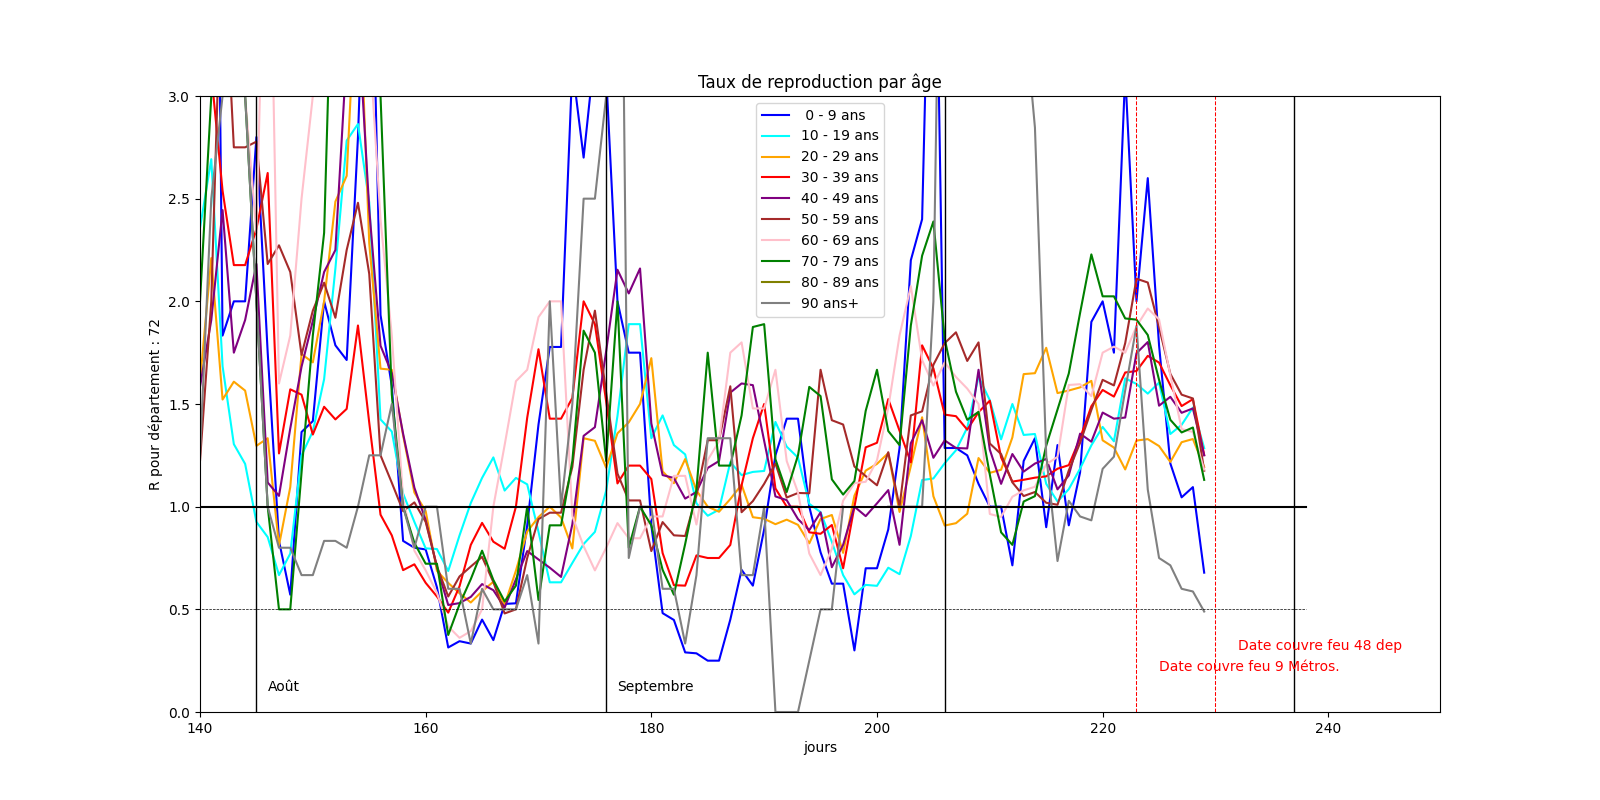 Taux de reproduction par âge
3.0
2.5
2.0
1.5
1.0
0.5
0.0
R pour département : 72
0 - 9 ans
10 - 19 ans
20 - 29 ans
30 - 39 ans
40 - 49 ans
50 - 59 ans
60 - 69 ans
70 - 79 ans
80 - 89 ans
90 ans+
Date couvre feu 48 dep
Date couvre feu 9 Métros.
Août
Septembre
140
160
180
200
220
240
jours